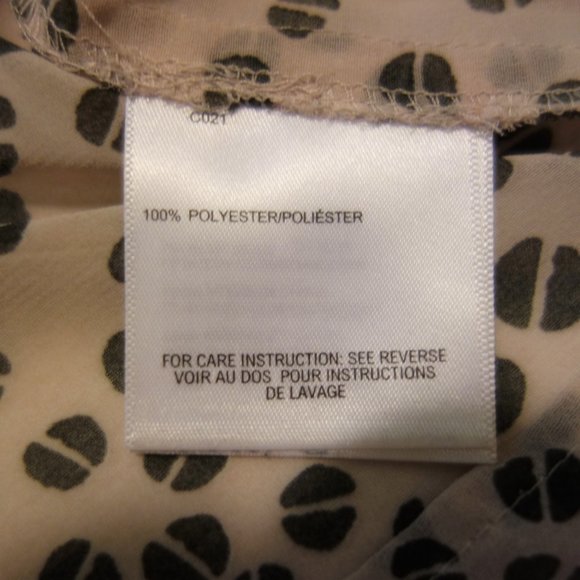 C021
100% POLYESTER/POLIÉSTER
FOR CARE INSTRUCTION: SEE REVERSE
VOIR AU DOS POUR INSTRUCTIONS
DE LAVAGE